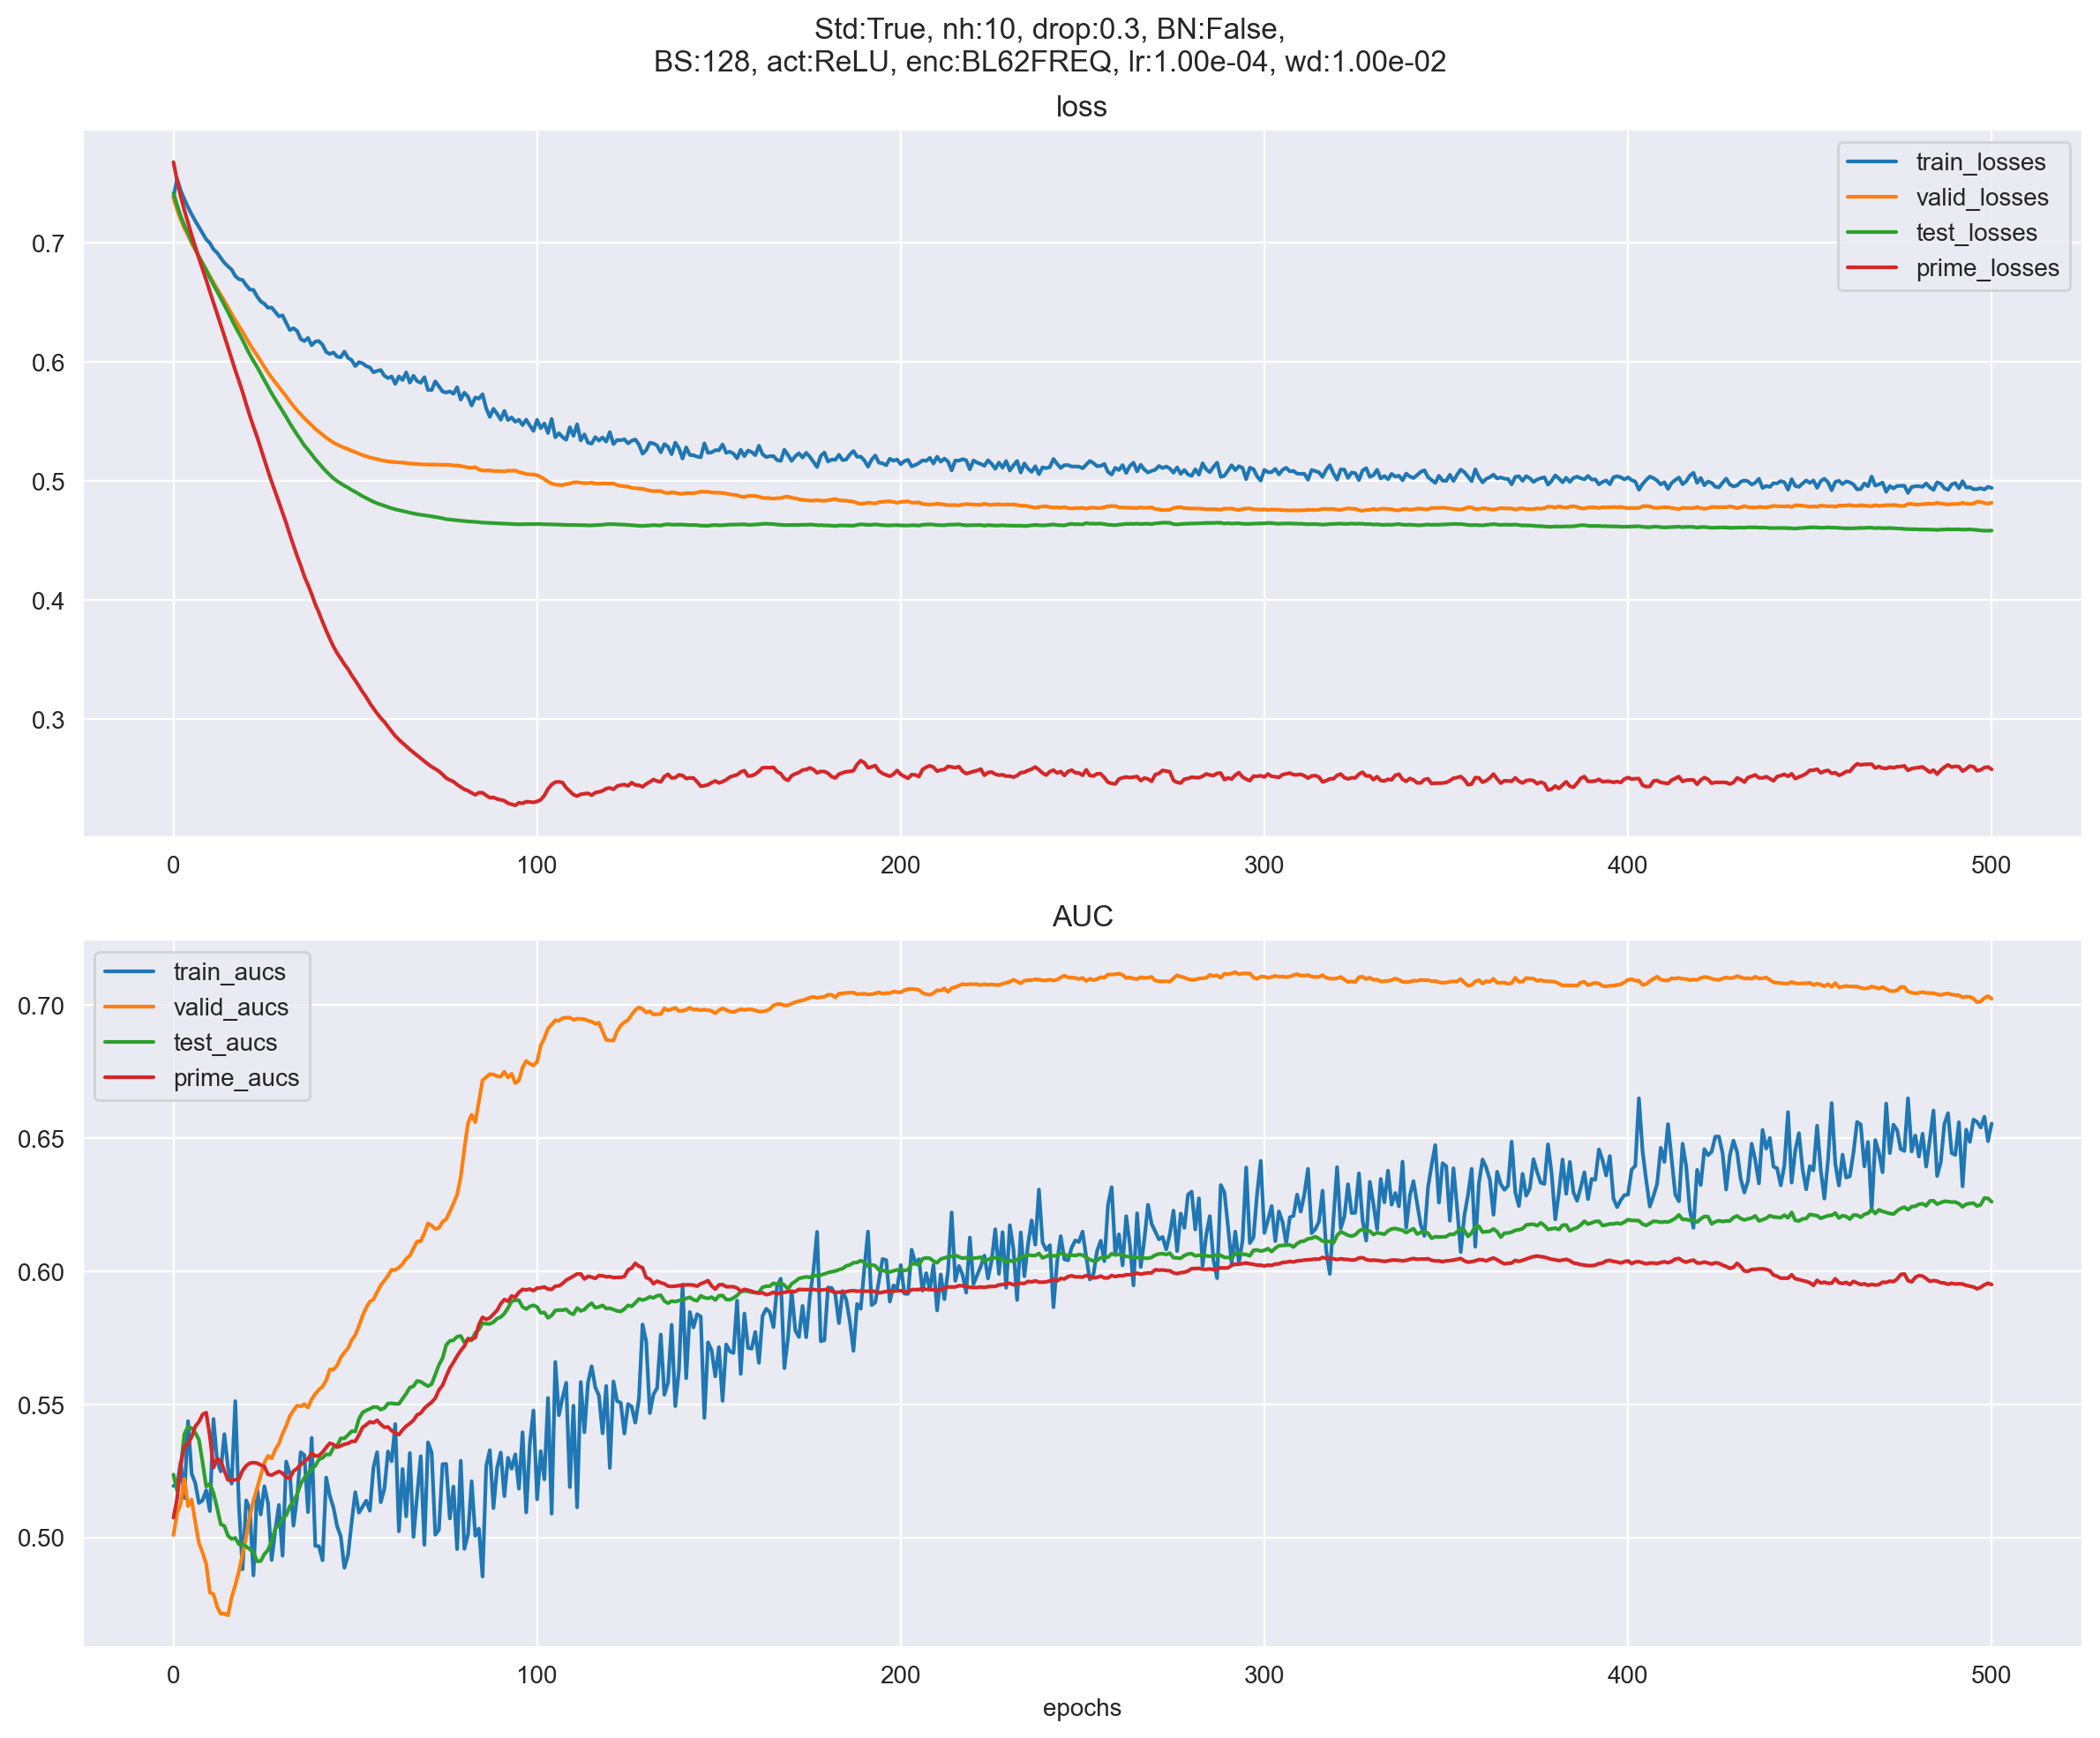 Std:True, nh:10, drop:0.3, BN:False,
BS:128, act:ReLU, enc:BL62FREQ, lr:1.00e-04, wd:1.00e-02
loss
train_losses
valid_losses
test_losses
prime_losses
0.7
0.6
0.5
0.4
0.3
0 100 200 300 400 500
AUC
train_aucs
valid_aucs
test_aucs
prime_aucs
0.70
0.65
0.60
0.55
0.50
0 100 200 300 400 500
epochs